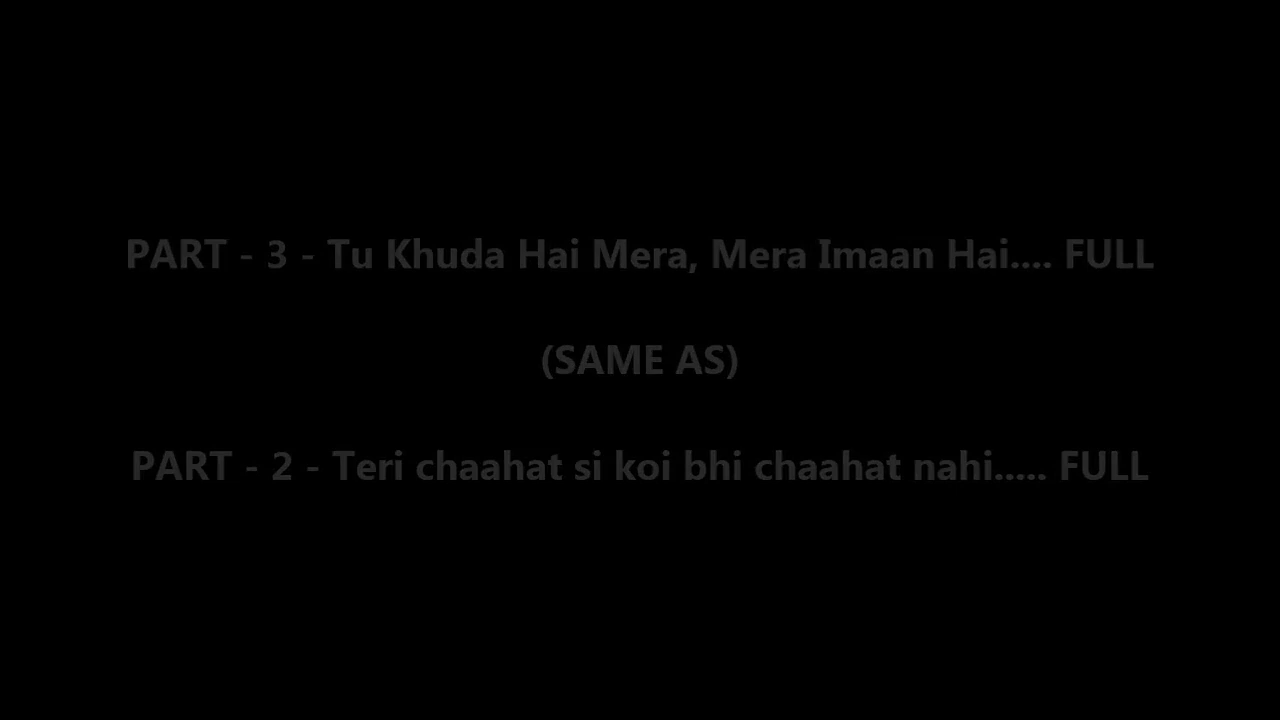 PART - 3 - Tu Khuda Hai Mera, Mera Imaan Hai.... FULL
(SAME AS)
PART - 2 - Teri chaahat si koi bhi chaahat nahi..... FULL